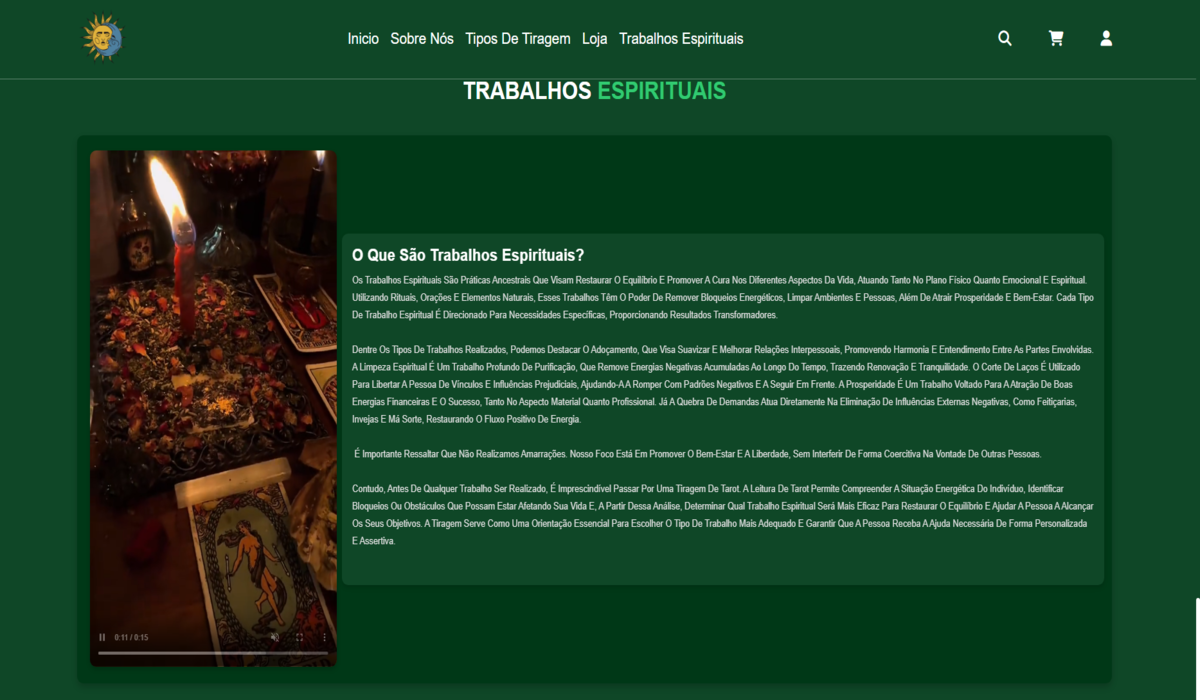 Inicio Sobre Nós Tipos De Tiragem Loja Trabalhos Espirituais
TRABALHOS ESPIRITUAIS
O Que São Trabalhos Espirituais?
Os Trabalhos Espirituais São Práticas Ancestrais Que Visam Restaurar O Equilíbrio E Promover A Cura Nos Diferentes Aspectos Da Vida, Atuando Tanto No Plano Físico Quanto Emocional E Espiritual.
Utilizando Rituais, Orações E Elementos Naturais, Esses Trabalhos Têm O Poder De Remover Bloqueios Energéticos, Limpar Ambientes E Pessoas, Além De Atrair Prosperidade E Bem-Estar. Cada Tipo
De Trabalho Espiritual É Direcionado Para Necessidades Específicas, Proporcionando Resultados Transformadores.
Dentre Os Tipos De Trabalhos Realizados, Podemos Destacar O Adoçamento, Que Visa Suavizar E Melhorar Relações Interpessoais, Promovendo Harmonia E Entendimento Entre As Partes Envolvidas.
A Limpeza Espiritual É Um Trabalho Profundo De Purificação, Que Remove Energias Negativas Acumuladas Ao Longo Do Tempo, Trazendo Renovação E Tranquilidade. O Corte De Laços É Utilizado
Para Libertar A Pessoa De Vínculos E Influências Prejudiciais, Ajudando-A A Romper Com Padrões Negativos E A Seguir Em Frente. A Prosperidade É Um Trabalho Voltado Para A Atração De Boas
Energias Financeiras E O Sucesso, Tanto No Aspecto Material Quanto Profissional. Já A Quebra De Demandas Atua Diretamente Na Eliminação De Influências Externas Negativas, Como Feitiçarias,
Invejas E Má Sorte, Restaurando O Fluxo Positivo De Energia.
É Importante Ressaltar Que Não Realizamos Amarrações. Nosso Foco Está Em Promover O Bem-Estar E A Liberdade, Sem Interferir De Forma Coercitiva Na Vontade De Outras Pessoas.
Contudo, Antes De Qualquer Trabalho Ser Realizado, É Imprescindível Passar Por Uma Tiragem De Tarot. A Leitura De Tarot Permite Compreender A Situação Energética Do Indivíduo, Identificar
Bloqueios Ou Obstáculos Que Possam Estar Afetando Sua Vida E, A Partir Dessa Análise, Determinar Qual Trabalho Espiritual Será Mais Eficaz Para Restaurar O Equilíbrio E Ajudar A Pessoa A Alcançar
Os Seus Objetivos. A Tiragem Serve Como Uma Orientação Essencial Para Escolher O Tipo De Trabalho Mais Adequado E Garantir Que A Pessoa Receba A Ajuda Necessária De Forma Personalizada
E Assertiva.
0:11 / 0:15